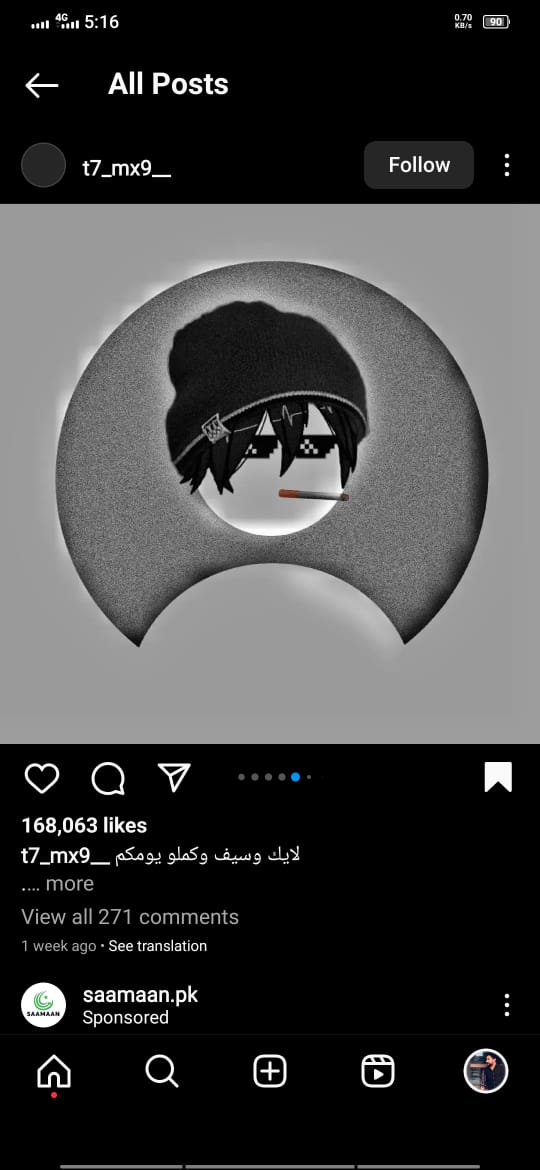 4G 5:16 0.70 KB/s 90
All Posts
t7_mx9__ Follow
168,063 likes
t7_mx9__ لايك وسيف وكملو يومكم
.... more
View all 271 comments
1 week ago • See translation
SAAMAAN
saamaan.pk
Sponsored